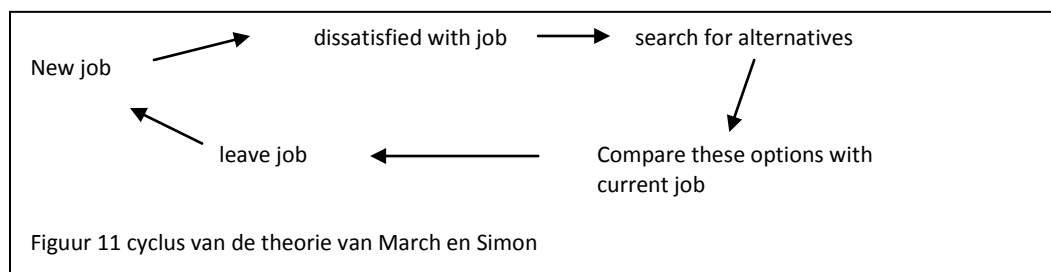 dissatisfied with job
search for alternatives
New job
leave job
Compare these options with
current job
Figuur 11 cyclus van de theorie van March en Simon